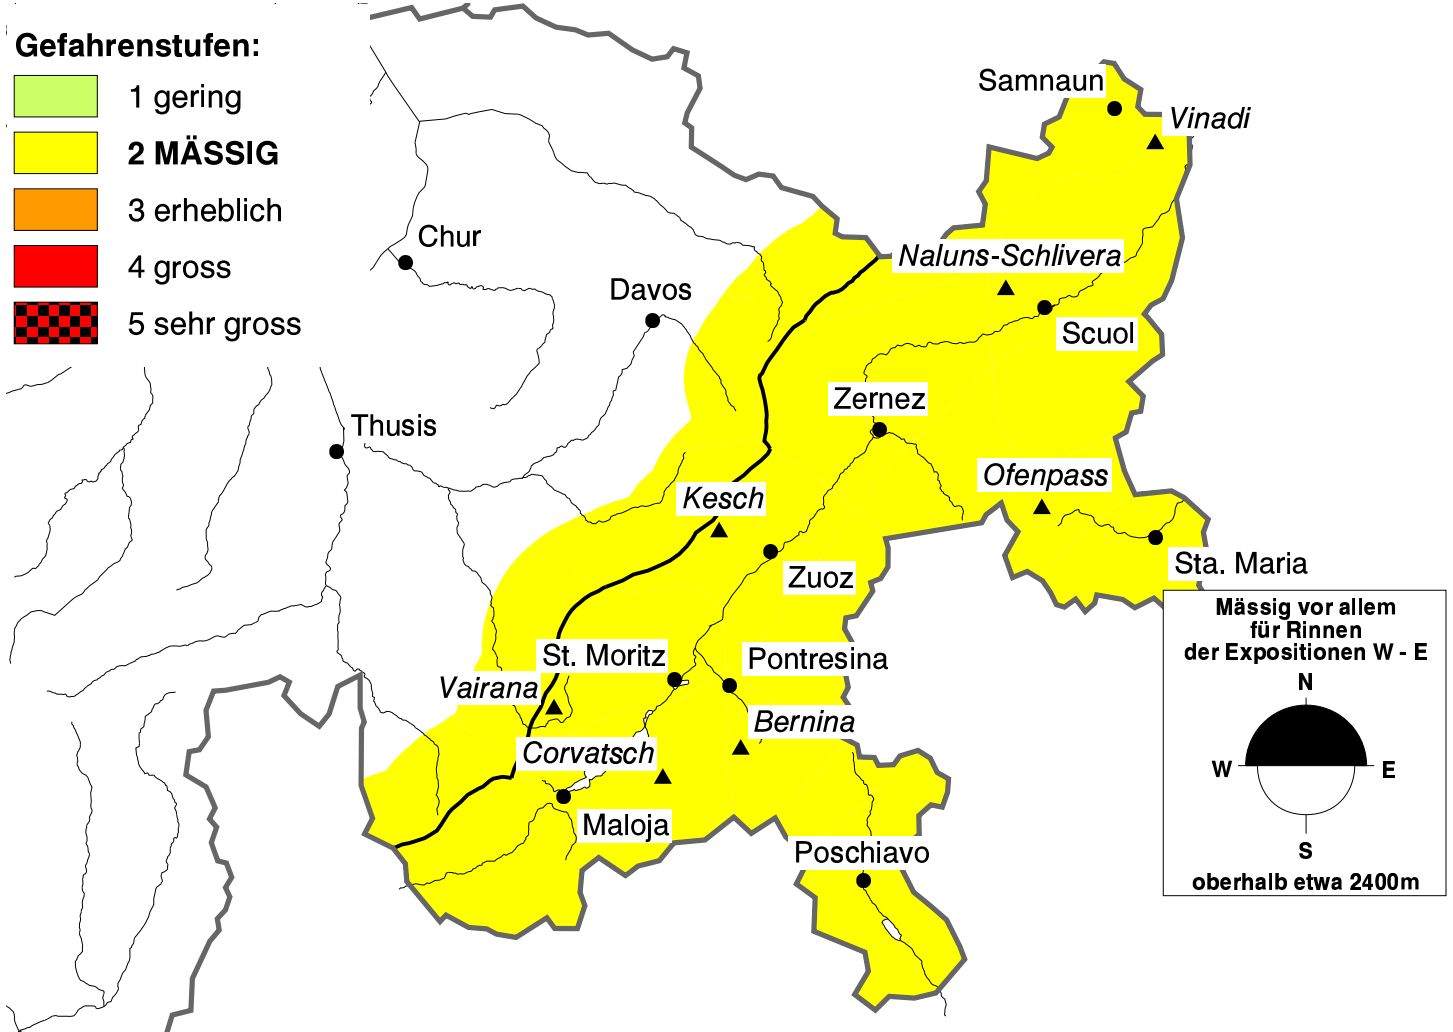 Gefahrenstufen:
1 gering
2 MÄSSIG
3 erheblich
4 gross
5 sehr gross
Samnaun
Vinadi
Chur
Naluns-Schlivera
Davos
Scuol
Zernez
Thusis
Ofenpass
Kesch
Sta. Maria
Zuoz
St. Moritz
Pontresina
Vairana
Bernina
Corvatsch
Maloja
Poschiavo
Mässig vor allem
für Rinnen
der Expositionen W - E
N
W E
S
oberhalb etwa 2400m